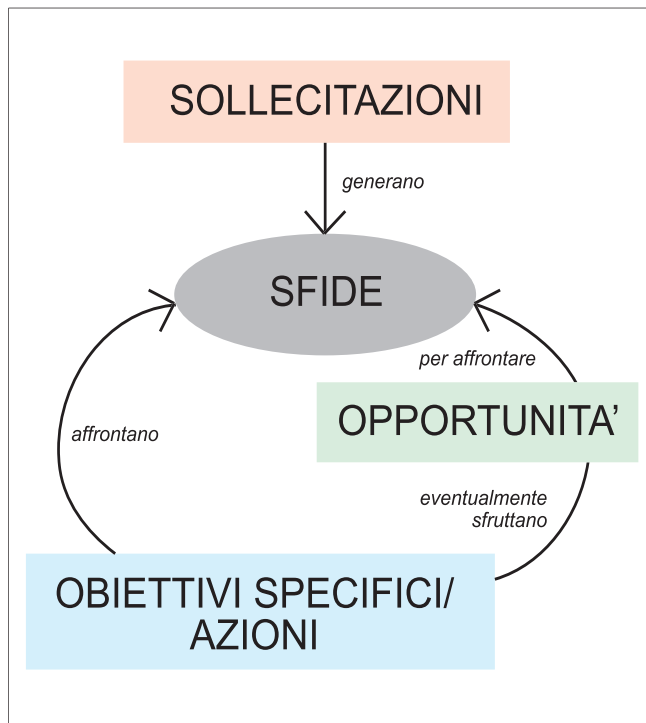 SOLLECITAZIONI
generano
SFIDE
per affrontare
affrontano
OPPORTUNITA'
eventualmente
sfruttano
OBIETTIVI SPECIFICI/
AZIONI